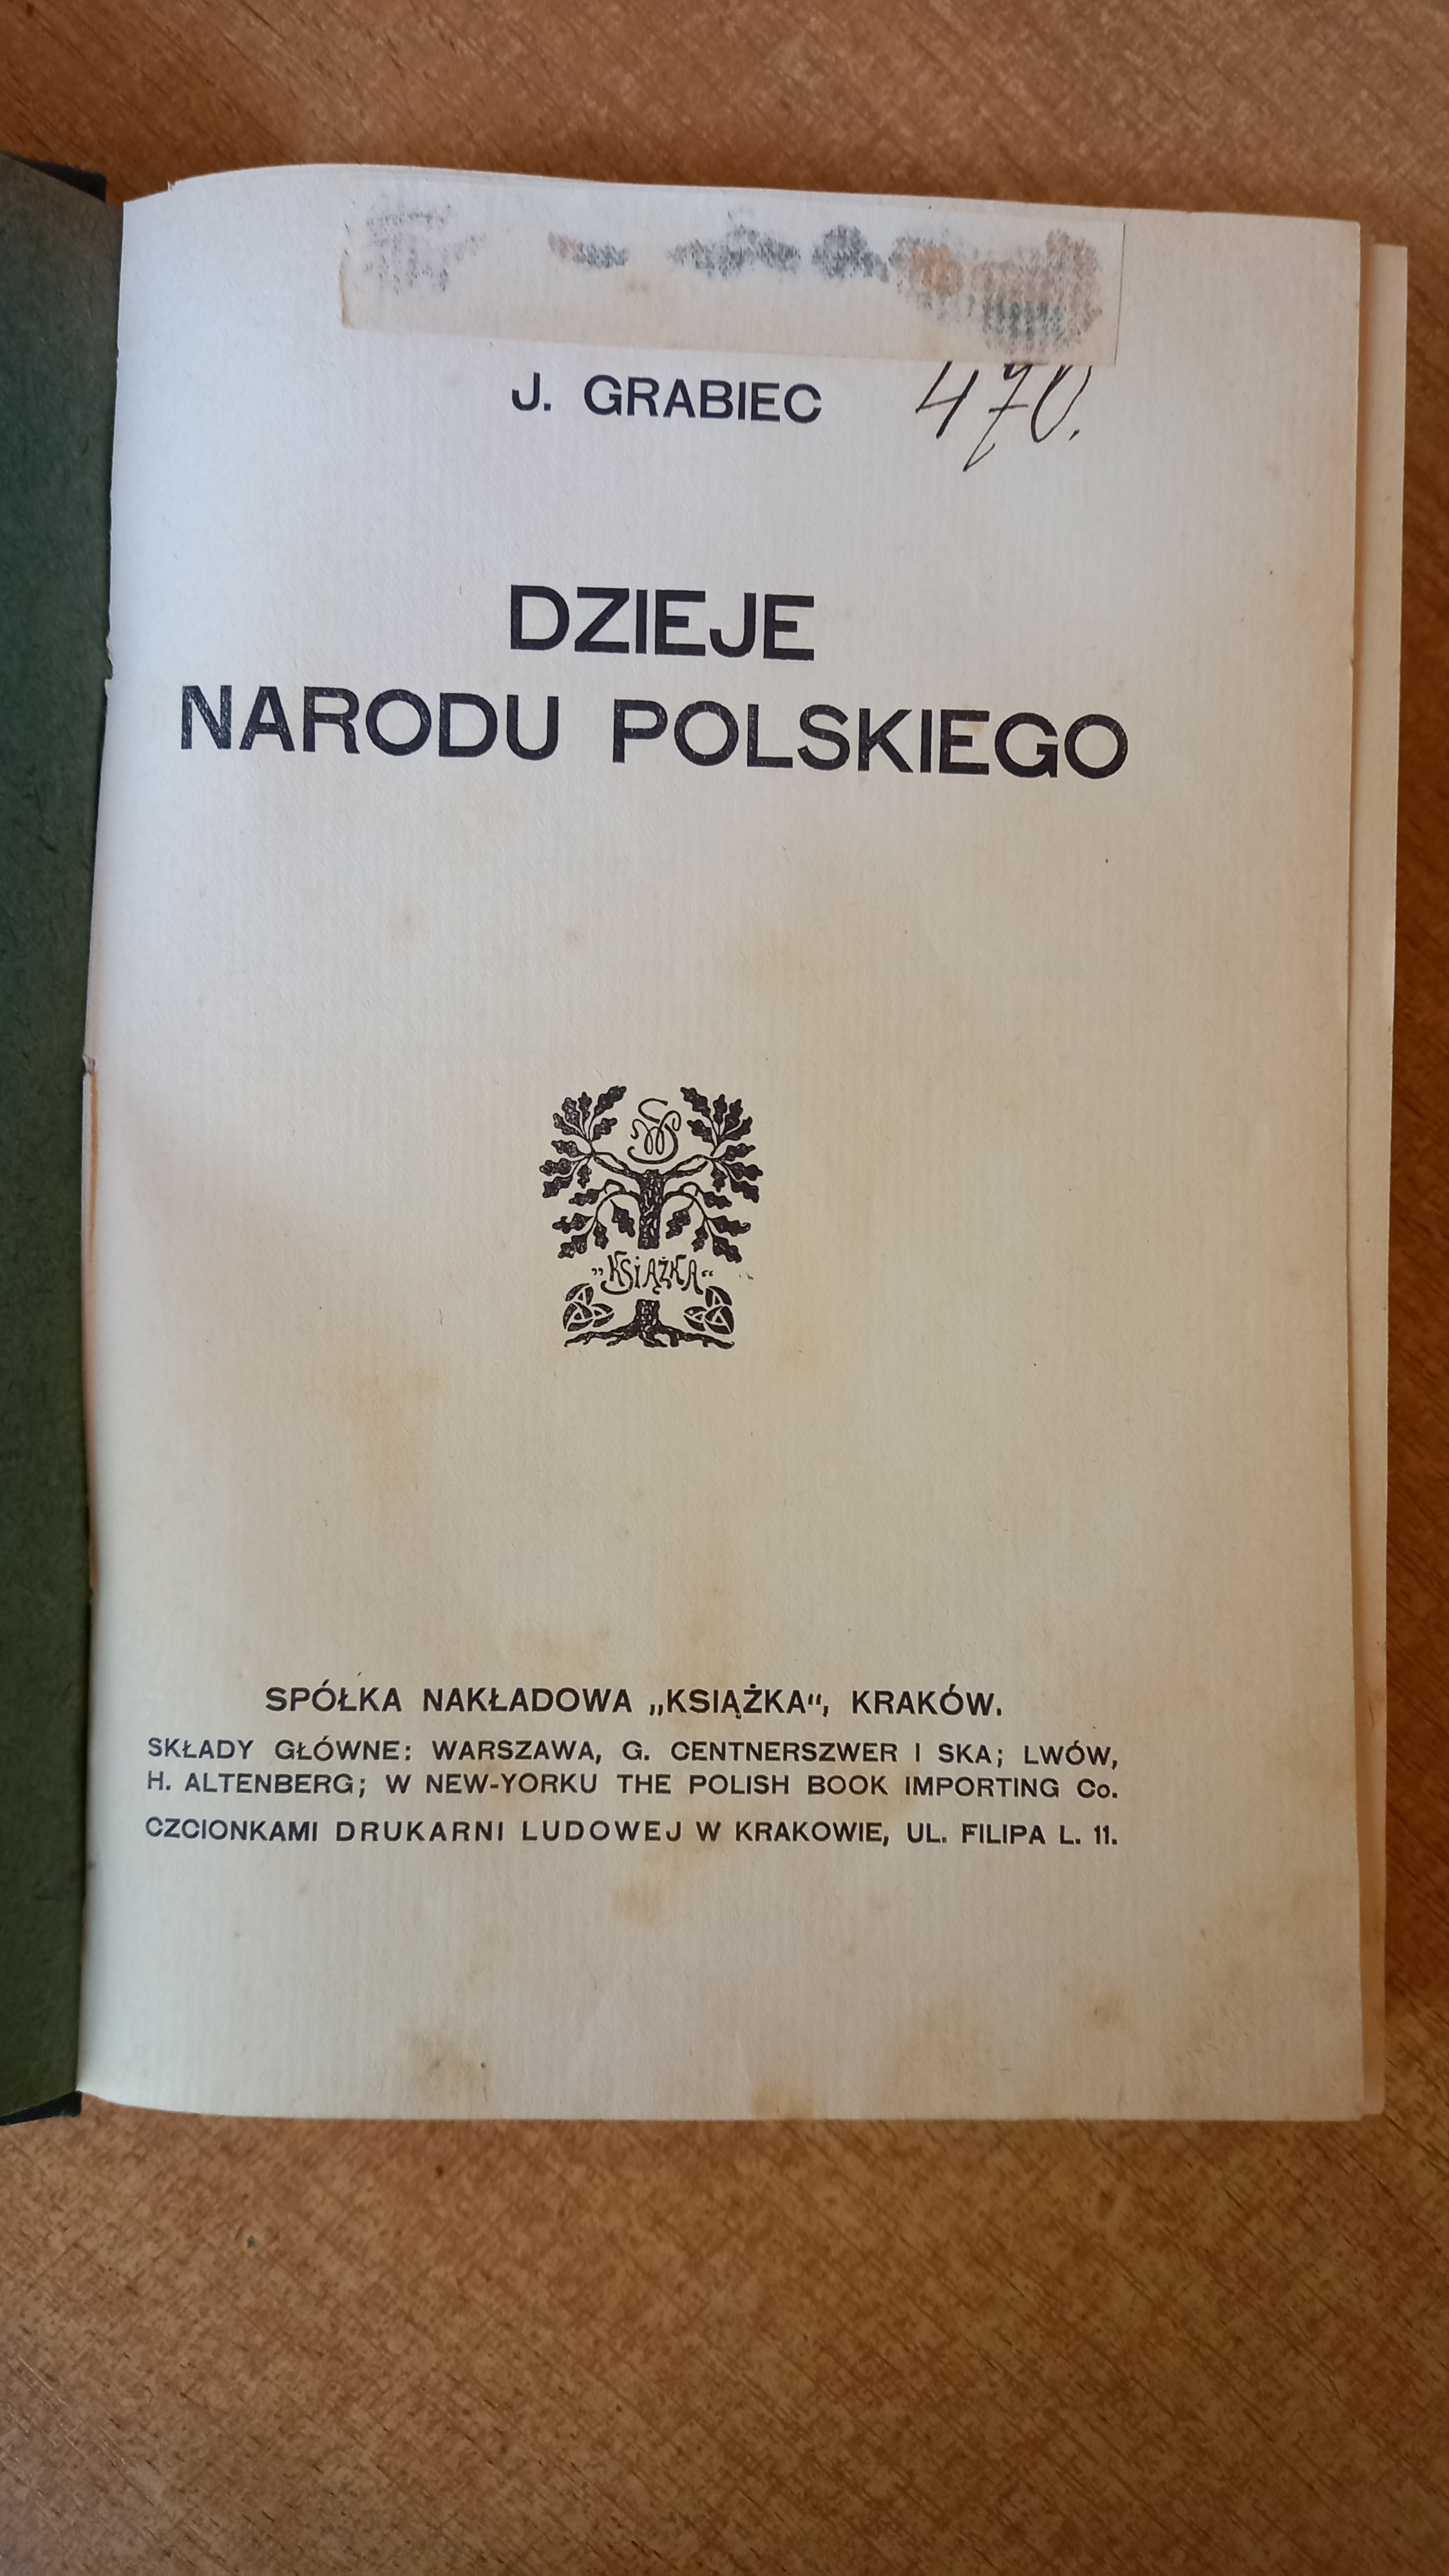 J. GRABIEC
470.
DZIEJE
NARODU POLSKIEGO
„KSIĄŻKA“
SPÓŁKA NAKŁADOWA „KSIĄŻKA“, KRAKÓW.
SKŁADY GŁÓWNE: WARSZAWA, G. CENTNERSZWER I SKA; LWÓW,
H. ALTENBERG; W NEW-YORKU THE POLISH BOOK IMPORTING Co.
CZCIONKAMI DRUKARNI LUDOWEJ W KRAKOWIE, UL. FILIPA L. 11.